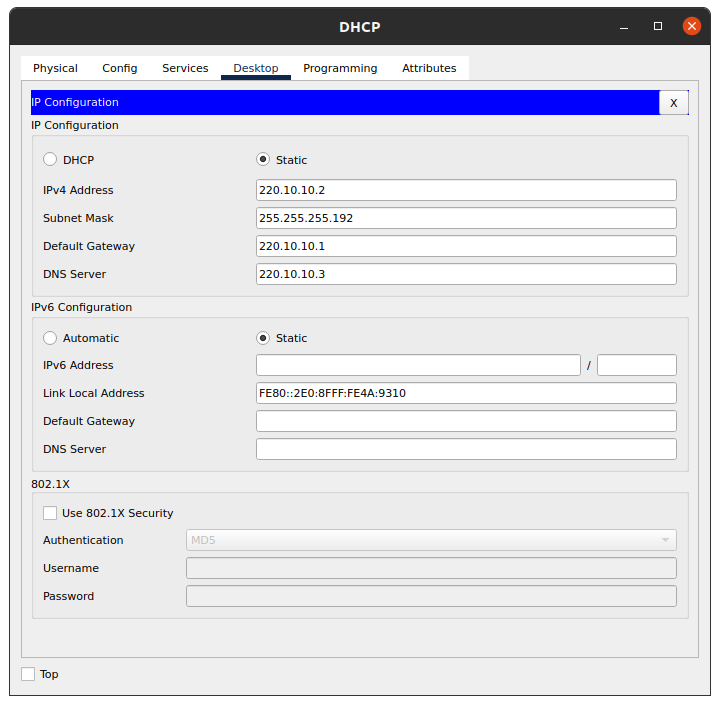 DHCP
Physical Config Services Desktop Programming Attributes
IP Configuration X
IP Configuration
DHCP Static
IPv4 Address 220.10.10.2
Subnet Mask 255.255.255.192
Default Gateway 220.10.10.1
DNS Server 220.10.10.3
IPv6 Configuration
Automatic Static
IPv6 Address /
Link Local Address FE80::2E0:8FFF:FE4A:9310
Default Gateway
DNS Server
802.1X
Use 802.1X Security
Authentication MD5
Username
Password
Top